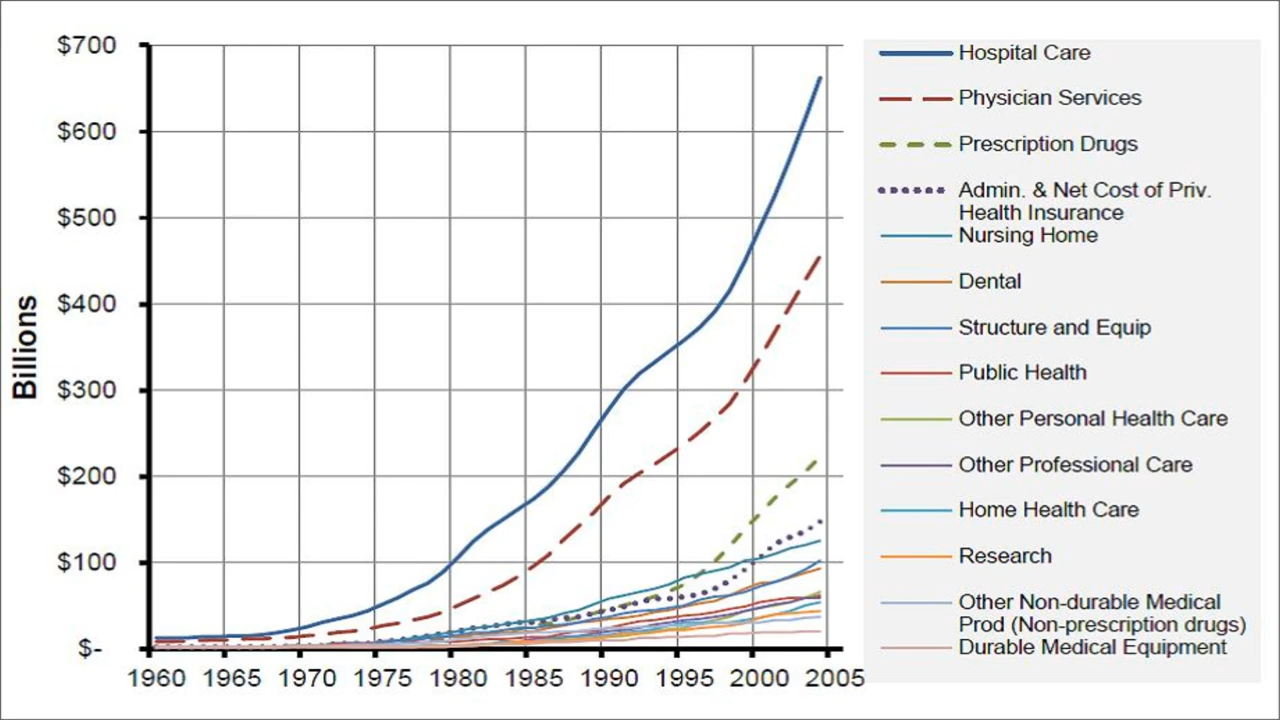 $700
$600
$500
$400
$300
$200
$100
$-
Billions
1960 1965 1970 1975 1980 1985 1990 1995 2000 2005
Hospital Care
Physician Services
Prescription Drugs
Admin. & Net Cost of Priv.
Health Insurance
Nursing Home
Dental
Structure and Equip
Public Health
Other Personal Health Care
Other Professional Care
Home Health Care
Research
Other Non-durable Medical
Prod (Non-prescription drugs)
Durable Medical Equipment